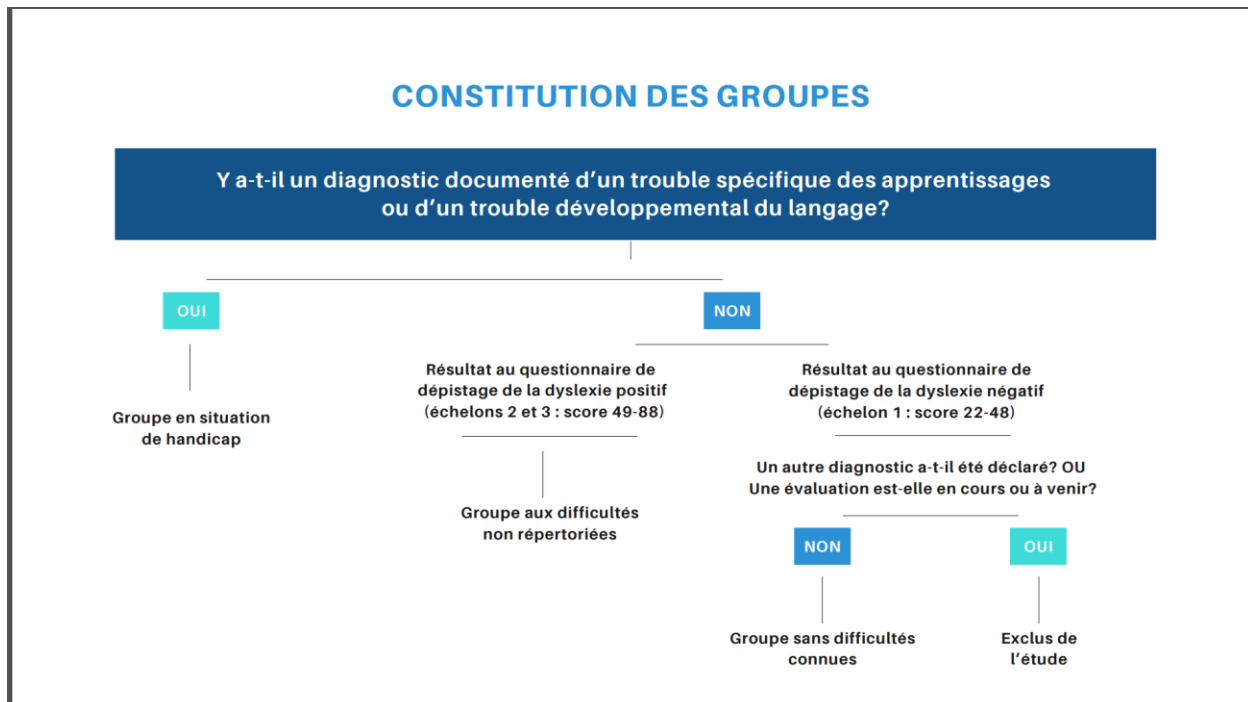 CONSTITUTION DES GROUPES
Y a-t-il un diagnostic documenté d'un trouble spécifique des apprentissages
ou d'un trouble développemental du langage?
OUI
NON
Groupe en situation
de handicap
Résultat au questionnaire de
dépistage de la dyslexie positif
(échelons 2 et 3 : score 49-88)
Groupe aux difficultés
non répertoriées
Résultat au questionnaire de
dépistage de la dyslexie négatif
(échelon 1 : score 22-48)
Un autre diagnostic a-t-il été déclaré? OU
Une évaluation est-elle en cours ou à venir?
NON
OUI
Groupe sans difficultés
connues
Exclus de
l'étude